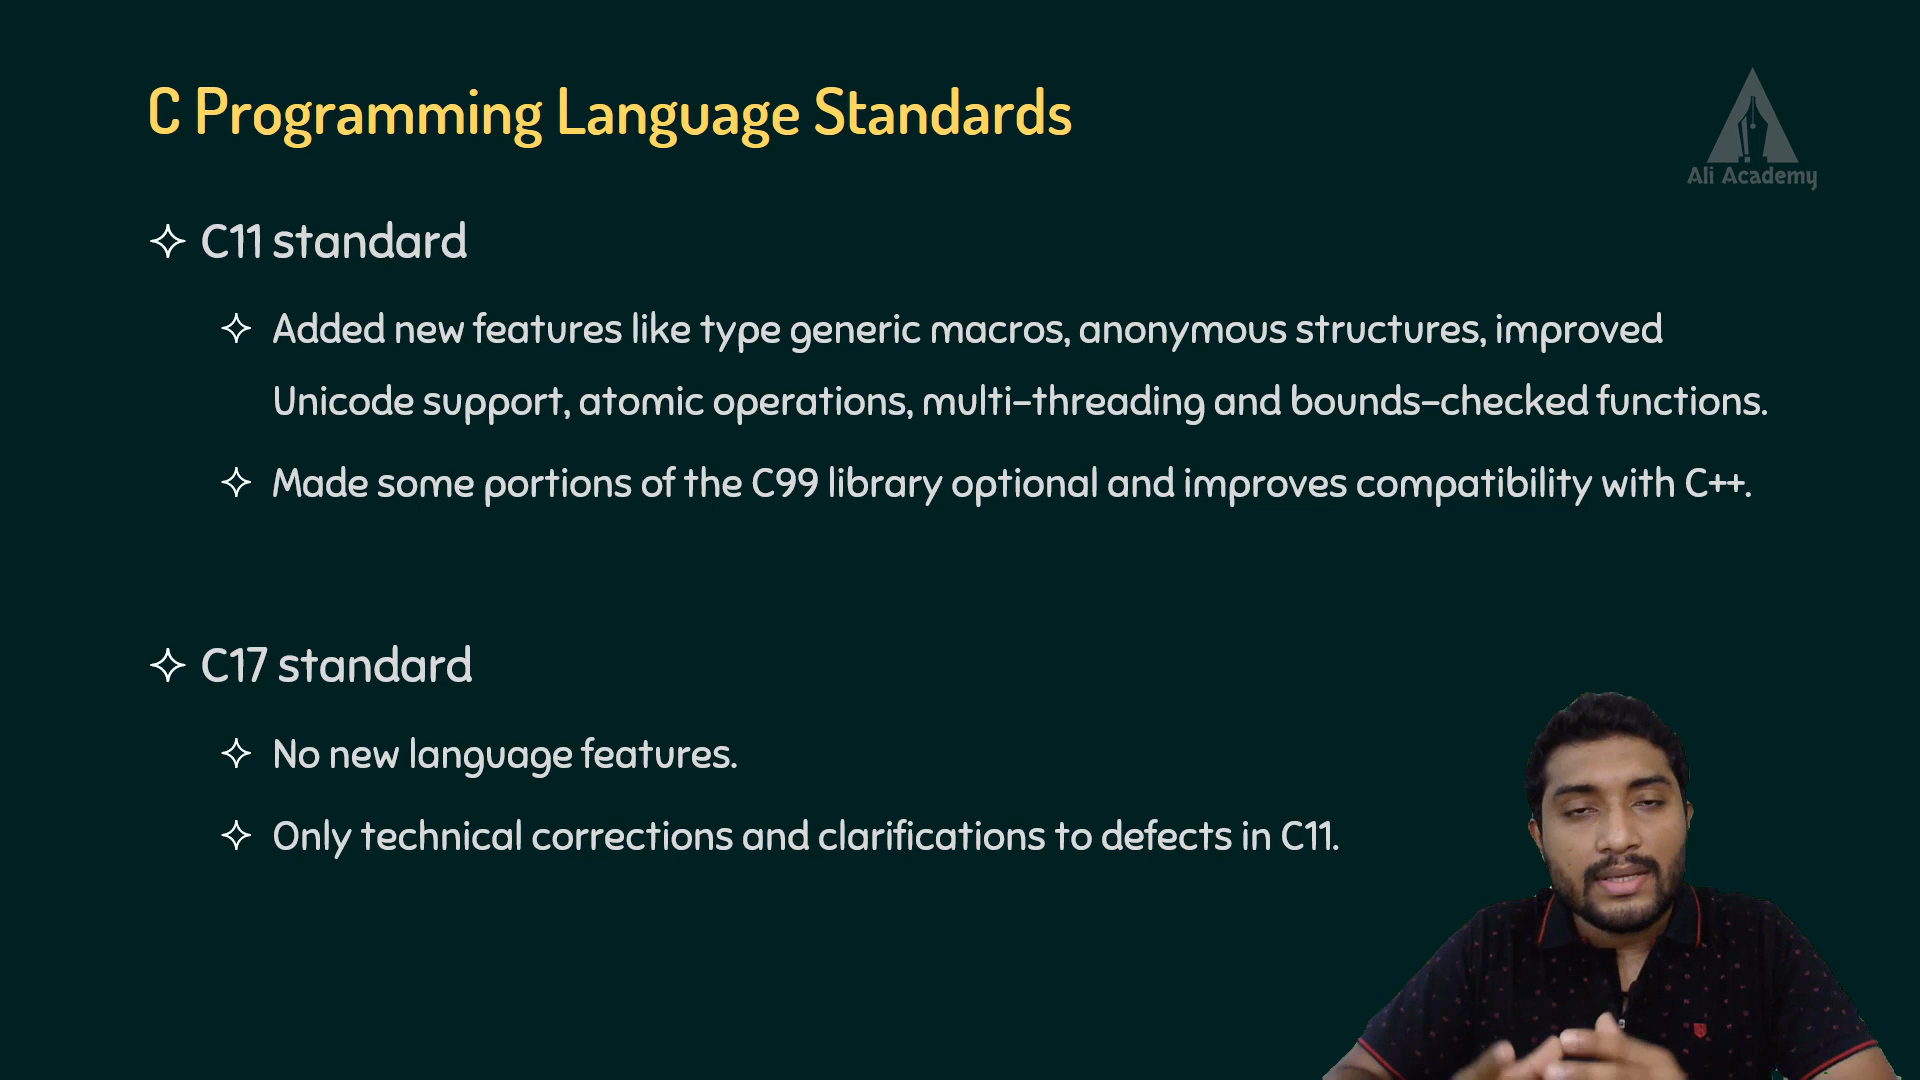 C Programming Language Standards
Ali Academy
C11 standard
Added new features like type generic macros, anonymous structures, improved
Unicode support, atomic operations, multi-threading and bounds-checked functions.
Made some portions of the C99 library optional and improves compatibility with C++.
C17 standard
No new language features.
Only technical corrections and clarifications to defects in C11.